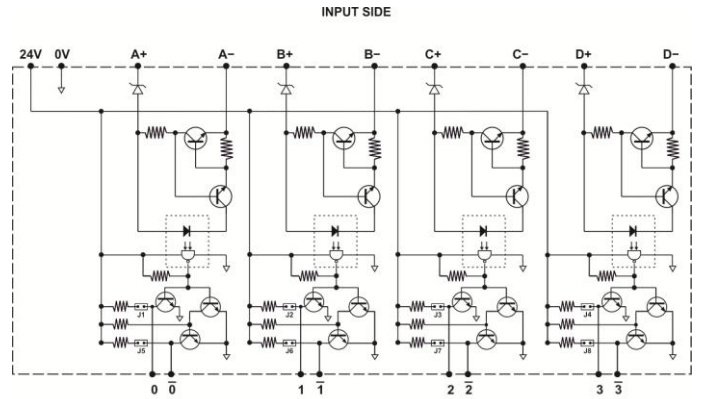 INPUT SIDE
24V 0V A+ A− B+ B− C+ C− D+ D−
J1 J2 J3 J4
J5 J6 J7 J8
0 0̅ 1 1̅ 2 2̅ 3 3̅